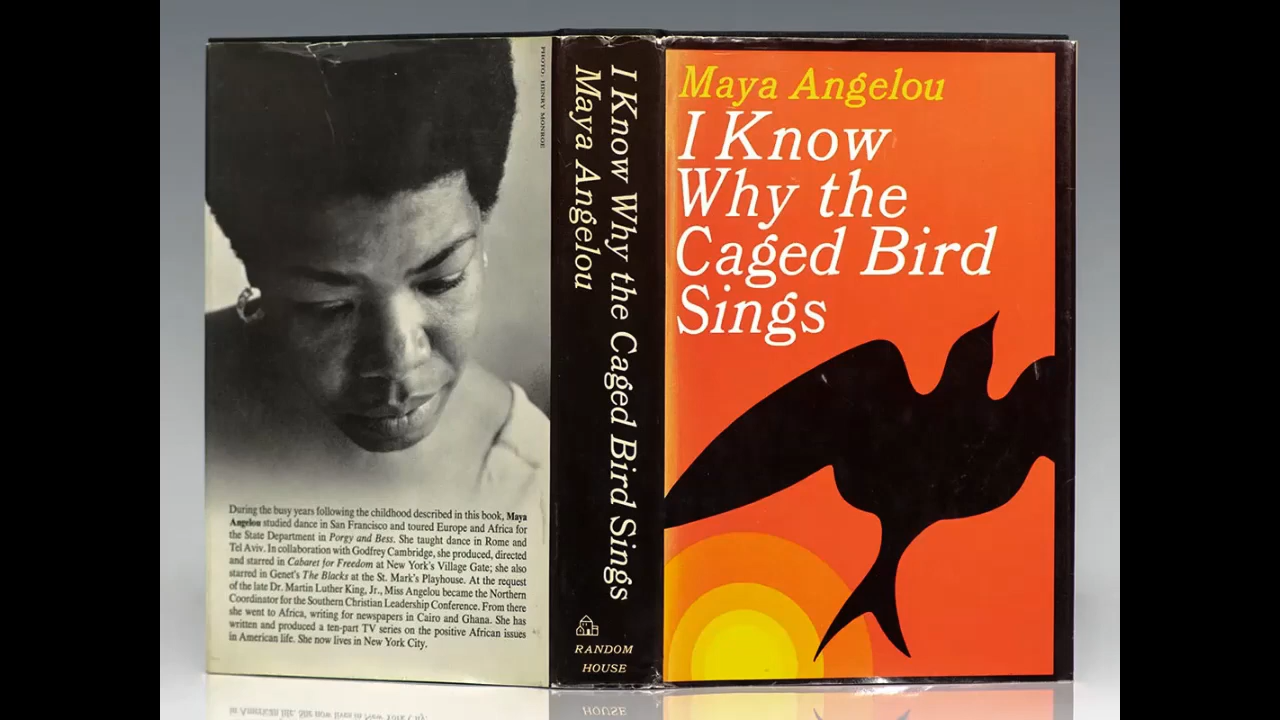 PHOTO: HENRY MONROE
During the busy years following the childhood described in this book, Maya
Angelou studied dance in San Francisco and toured Europe and Africa for
the State Department in Porgy and Bess. She taught dance in Rome and
Tel Aviv. In collaboration with Godfrey Cambridge, she produced, directed
and starred in Cabaret for Freedom at New York's Village Gate; she also
starred in Genet's The Blacks at the St. Mark's Playhouse. At the request
of the late Dr. Martin Luther King, Jr., Miss Angelou became the Northern
Coordinator for the Southern Christian Leadership Conference. From there
she went to Africa, writing for newspapers in Cairo and Ghana. She has
written and produced a ten-part TV series on the positive African issues
in American life. She now lives in New York City.
I Know Why the Caged Bird Sings
Maya Angelou
RANDOM
HOUSE
Maya Angelou
I Know
Why the
Caged Bird
Sings